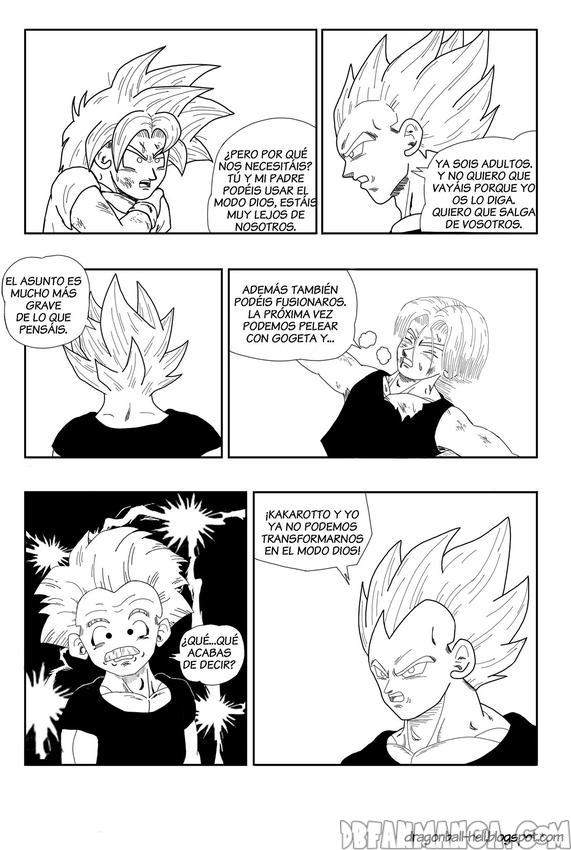 ¿PERO POR QUÉ
NOS NECESITÁIS?
TÚ Y MI PADRE
PODÉIS USAR EL
MODO DIOS, ESTÁIS
MUY LEJOS DE
NOSOTROS.
YA SOIS ADULTOS.
Y NO QUIERO QUE
VAYÁIS PORQUE YO
OS LO DIGA.
QUIERO QUE SALGA
DE VOSOTROS.
EL ASUNTO ES
MUCHO MÁS
GRAVE
DE LO QUE
PENSÁIS.
ADEMÁS TAMBIÉN
PODÉIS FUSIONAROS.
LA PRÓXIMA VEZ
PODEMOS PELEAR
CON GOGETA Y...
¿QUÉ...QUÉ
ACABAS
DE DECIR?
¡KAKAROTTO Y YO
YA NO PODEMOS
TRANSFORMARNOS
EN EL MODO DIOS!
dragonball-hell.blogspot.com
DBFANMANGA.COM